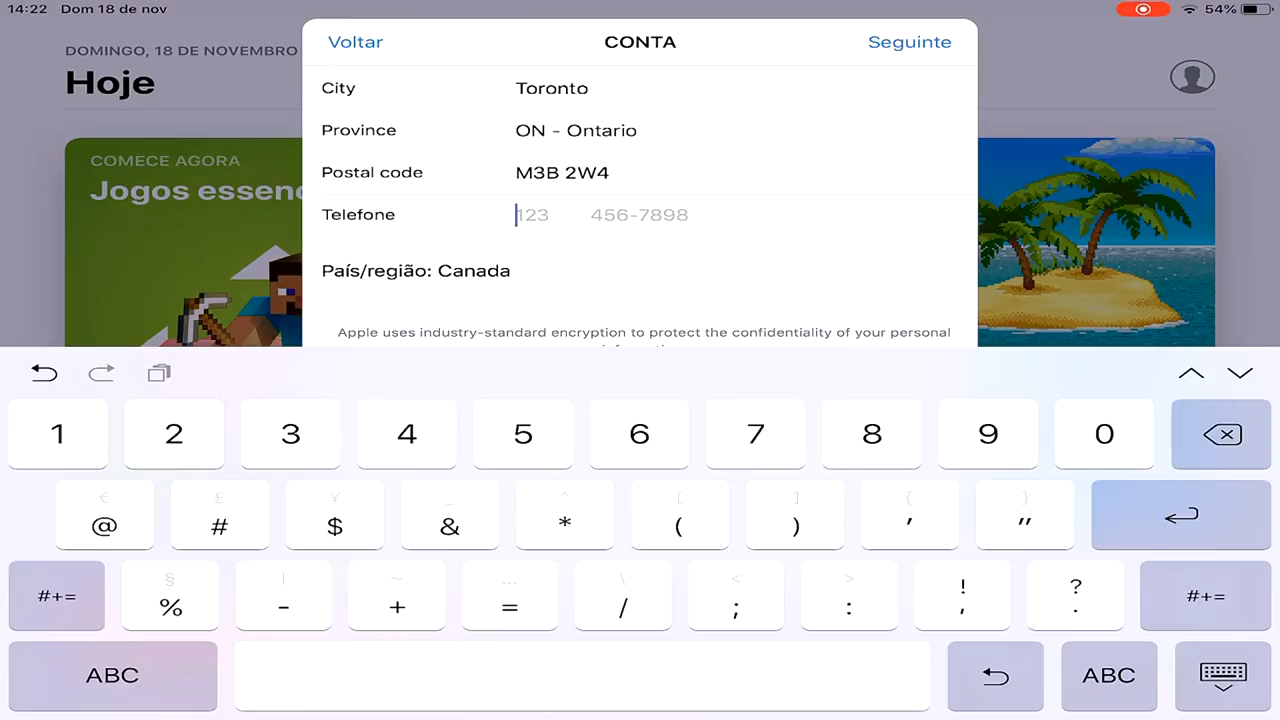 14:22 Dom 18 de nov
54%
DOMINGO, 18 DE NOVEMBRO
Hoje
COMECE AGORA
Jogos essenc
Voltar CONTA Seguinte
City Toronto
Province ON - Ontario
Postal code M3B 2W4
Telefone 123 456-7898
País/região: Canada
Apple uses industry-standard encryption to protect the confidentiality of your personal
1 2 3 4 5 6 7 8 9 0
€ £ ¥ _ ^ [ ] { }
@ # $ & * ( ) ' "
§ | ~ … \ < > ! ?
#+= % - + = / ; : , . #+=
ABC ABC